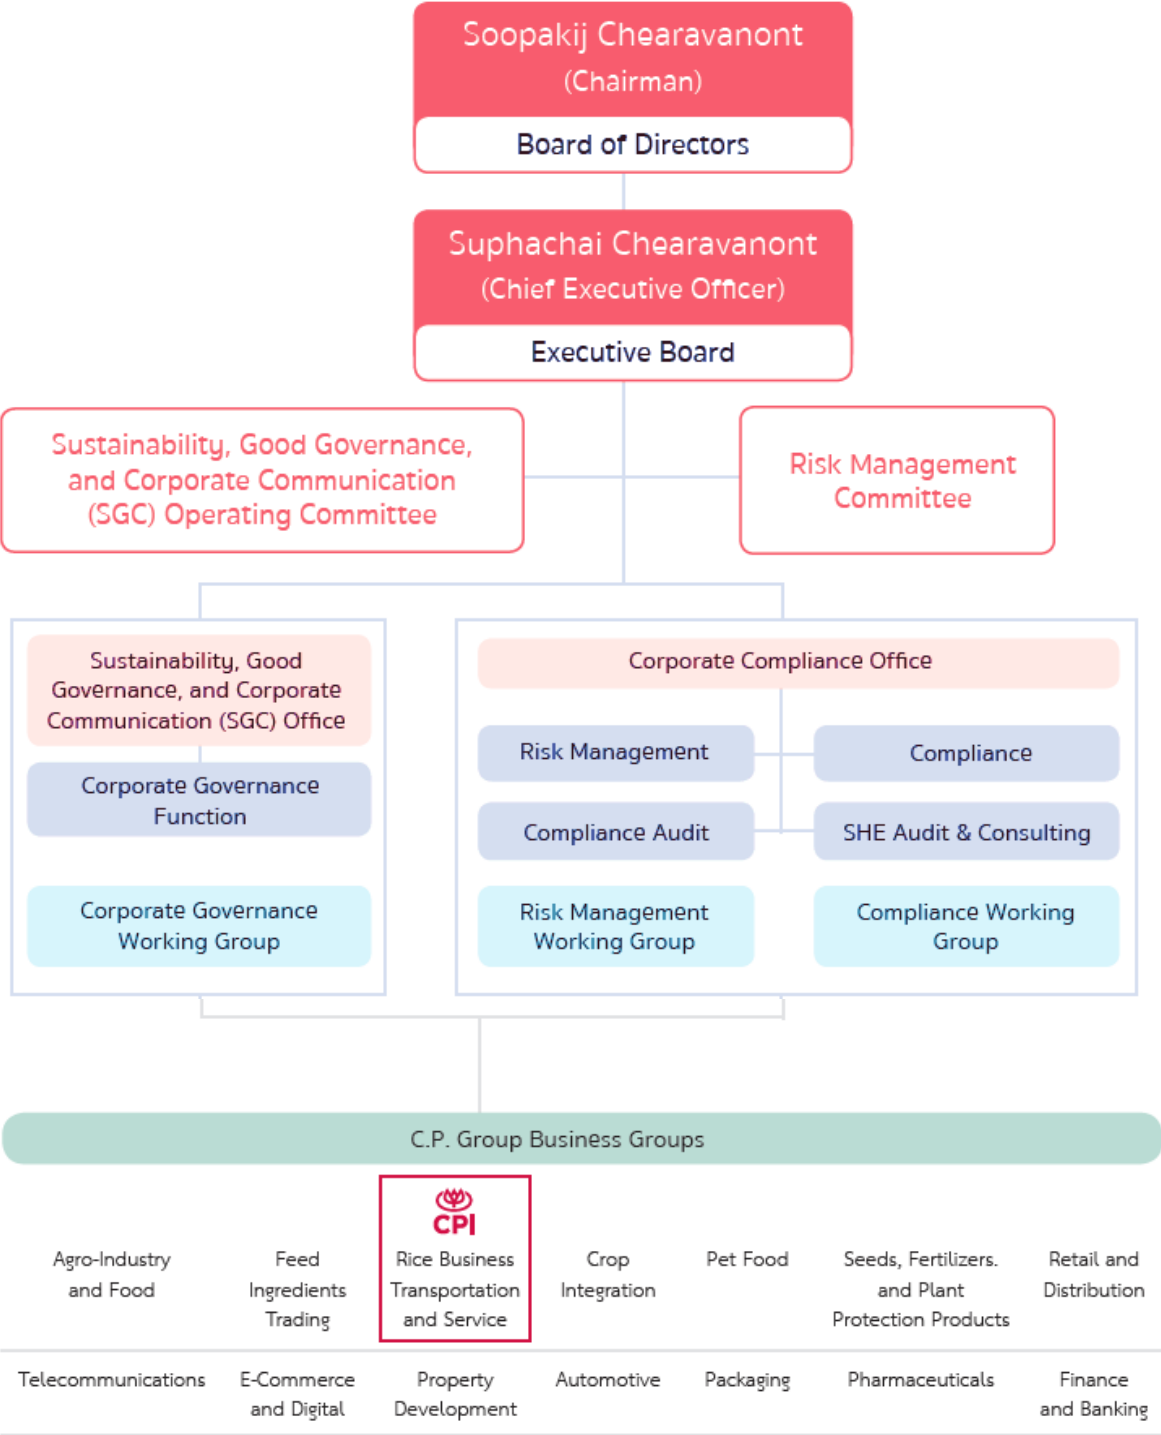 Soopakij Chearavanont
(Chairman)
Board of Directors
Suphachai Chearavanont
(Chief Executive Officer)
Executive Board
Sustainability, Good Governance,
and Corporate Communication
(SGC) Operating Committee
Risk Management
Committee
Sustainability, Good
Governance, and Corporate
Communication (SGC) Office
Corporate Governance
Function
Corporate Governance
Working Group
Corporate Compliance Office
Risk Management
Compliance
Compliance Audit
SHE Audit & Consulting
Risk Management
Working Group
Compliance Working
Group
C.P. Group Business Groups
Agro-Industry
and Food
Feed
Ingredients
Trading
CPI
Rice Business
Transportation
and Service
Crop
Integration
Pet Food
Seeds, Fertilizers.
and Plant
Protection Products
Retail and
Distribution
Telecommunications
E-Commerce
and Digital
Property
Development
Automotive
Packaging
Pharmaceuticals
Finance
and Banking